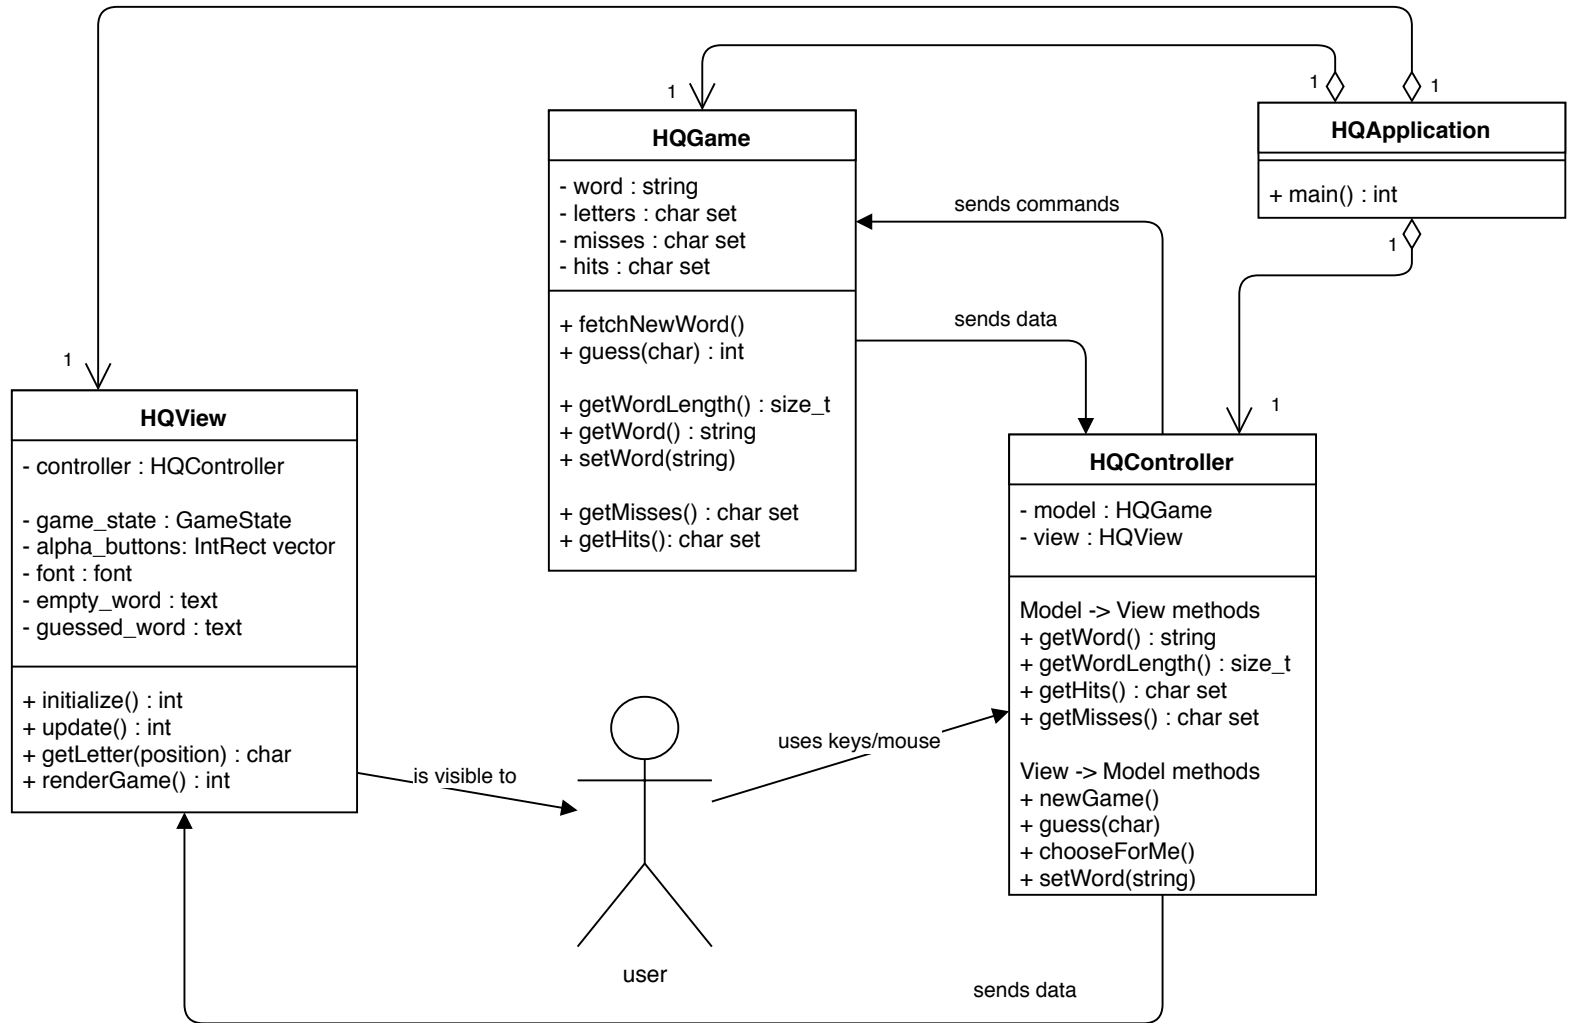 1
1
1
HQApplication
+ main() : int
1
HQGame
- word : string
- letters : char set
- misses : char set
- hits : char set
+ fetchNewWord()
+ guess(char) : int
+ getWordLength() : size_t
+ getWord() : string
+ setWord(string)
+ getMisses() : char set
+ getHits(): char set
sends commands
sends data
1
1
HQView
- controller : HQController
- game_state : GameState
- alpha_buttons: IntRect vector
- font : font
- empty_word : text
- guessed_word : text
+ initialize() : int
+ update() : int
+ getLetter(position) : char
+ renderGame() : int
HQController
- model : HQGame
- view : HQView
Model -> View methods
+ getWord() : string
+ getWordLength() : size_t
+ getHits() : char set
+ getMisses() : char set
View -> Model methods
+ newGame()
+ guess(char)
+ chooseForMe()
+ setWord(string)
is visible to
uses keys/mouse
user
sends data